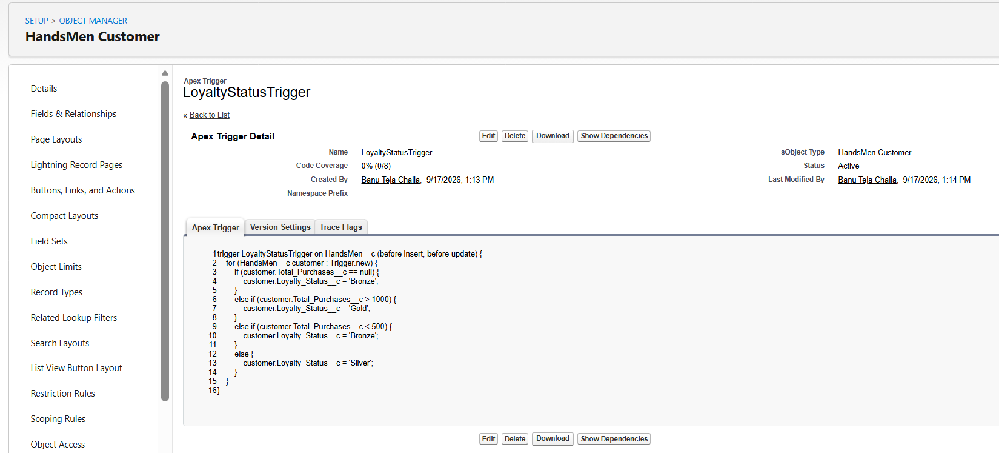 SETUP > OBJECT MANAGER
HandsMen Customer
Details
Fields & Relationships
Page Layouts
Lightning Record Pages
Buttons, Links, and Actions
Compact Layouts
Field Sets
Object Limits
Record Types
Related Lookup Filters
Search Layouts
List View Button Layout
Restriction Rules
Scoping Rules
Object Access
Apex Trigger
LoyaltyStatusTrigger
« Back to List
Apex Trigger Detail Edit Delete Download Show Dependencies
Name LoyaltyStatusTrigger sObject Type HandsMen Customer
Code Coverage 0% (0/8) Status Active
Created By Banu Teja Challa, 9/17/2026, 1:13 PM Last Modified By Banu Teja Challa, 9/17/2026, 1:14 PM
Namespace Prefix
Apex Trigger Version Settings Trace Flags
1 trigger LoyaltyStatusTrigger on HandsMen__c (before insert, before update) {
2 for (HandsMen__c customer : Trigger.new) {
3 if (customer.Total_Purchases__c == null) {
4 customer.Loyalty_Status__c = 'Bronze';
5 }
6 else if (customer.Total_Purchases__c > 1000) {
7 customer.Loyalty_Status__c = 'Gold';
8 }
9 else if (customer.Total_Purchases__c < 500) {
10 customer.Loyalty_Status__c = 'Bronze';
11 }
12 else {
13 customer.Loyalty_Status__c = 'Silver';
14 }
15 }
16 }
Edit Delete Download Show Dependencies